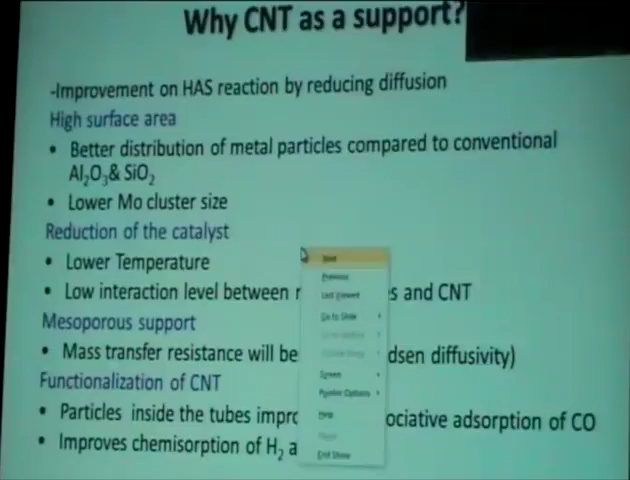 Why CNT as a support?
-Improvement on HAS reaction by reducing diffusion
High surface area
• Better distribution of metal particles compared to conventional
Al2O3& SiO2
• Lower Mo cluster size
Reduction of the catalyst
• Lower Temperature
• Low interaction level between s and CNT
Mesoporous support
• Mass transfer resistance will be dsen diffusivity)
Functionalization of CNT
• Particles inside the tubes impro ociative adsorption of CO
• Improves chemisorption of H2 a
Next
Previous
Last Viewed
Go to Slide
Screen
Pointer Options
Help
End Show